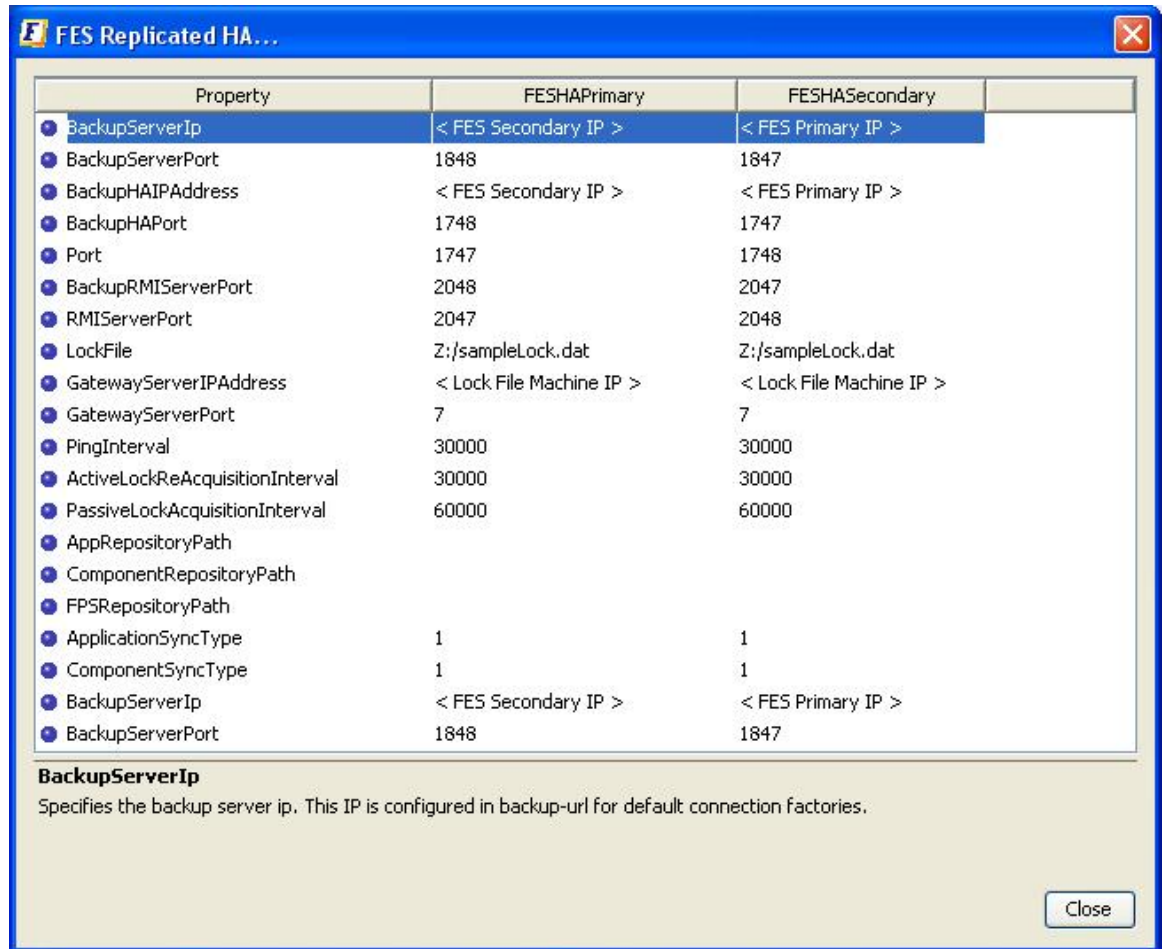 FES Replicated HA...
Property FESHAPrimary FESHASecondary
BackupServerIp < FES Secondary IP > < FES Primary IP >
BackupServerPort 1848 1847
BackupHAIPAddress < FES Secondary IP > < FES Primary IP >
BackupHAPort 1748 1747
Port 1747 1748
BackupRMIServerPort 2048 2047
RMIServerPort 2047 2048
LockFile Z:/sampleLock.dat Z:/sampleLock.dat
GatewayServerIPAddress < Lock File Machine IP > < Lock File Machine IP >
GatewayServerPort 7 7
PingInterval 30000 30000
ActiveLockReAcquisitionInterval 30000 30000
PassiveLockAcquisitionInterval 60000 60000
AppRepositoryPath
ComponentRepositoryPath
FPSRepositoryPath
ApplicationSyncType 1 1
ComponentSyncType 1 1
BackupServerIp < FES Secondary IP > < FES Primary IP >
BackupServerPort 1848 1847
BackupServerIp
Specifies the backup server ip. This IP is configured in backup-url for default connection factories.
Close